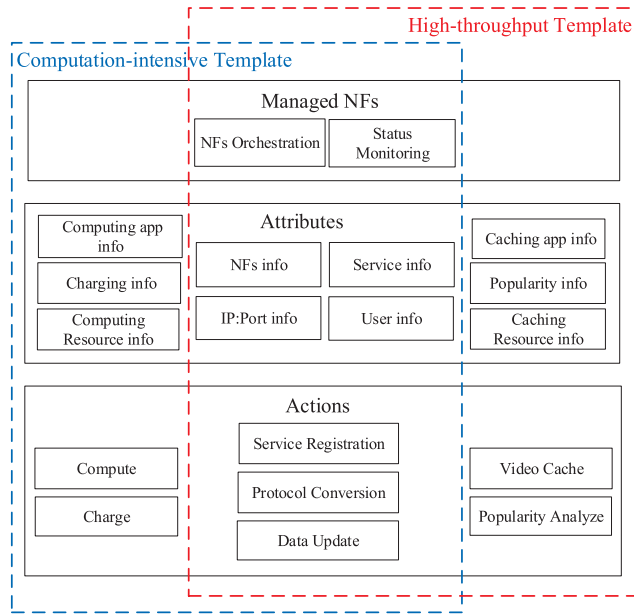 High-throughput Template
Computation-intensive Template
Managed NFs
NFs Orchestration
Status
Monitoring
Attributes
Computing app
info
Charging info
Computing
Resource info
NFs info
Service info
IP:Port info
User info
Caching app info
Popularity info
Caching
Resource info
Actions
Compute
Charge
Service Registration
Protocol Conversion
Data Update
Video Cache
Popularity Analyze